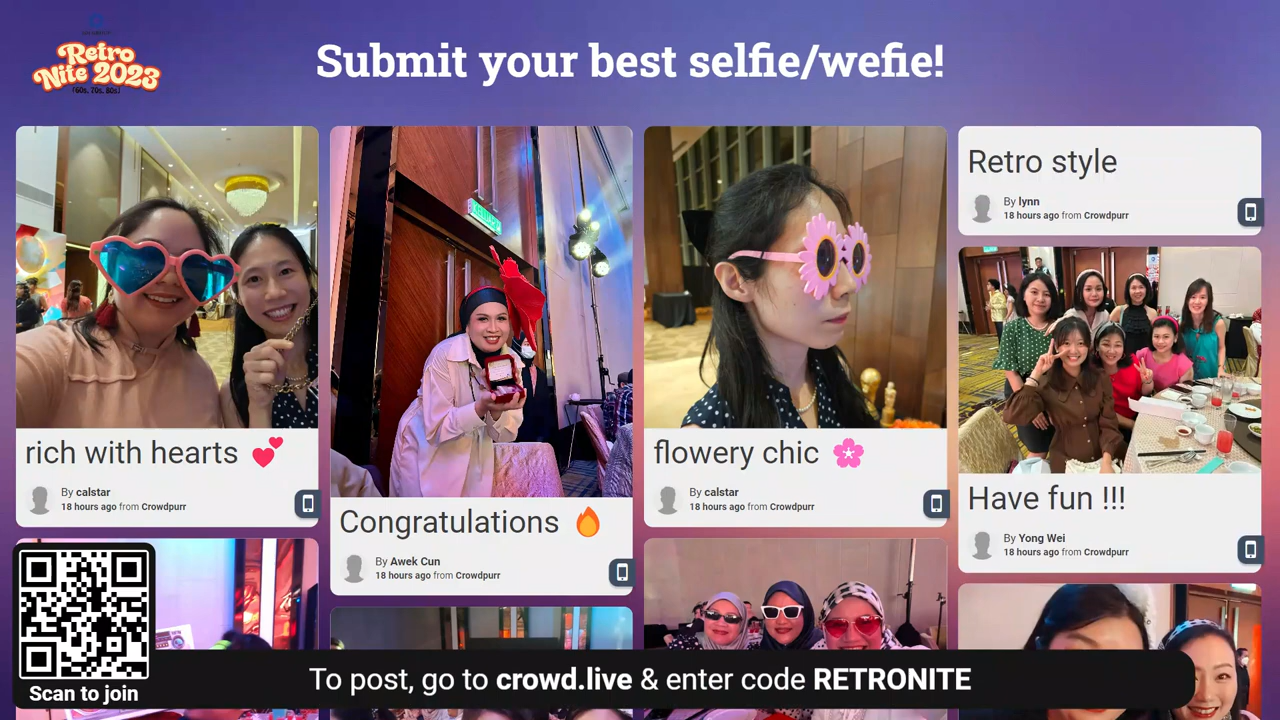 Retro
Nite 2023
(60s, 70s, 80s)
Submit your best selfie/wefie!
rich with hearts 💕
By calstar
18 hours ago from Crowdpurr
Congratulations 🔥
By Awek Cun
18 hours ago from Crowdpurr
flowery chic 🌸
By calstar
18 hours ago from Crowdpurr
Retro style
By lynn
18 hours ago from Crowdpurr
Have fun !!!
By Yong Wei
18 hours ago from Crowdpurr
Scan to join
To post, go to crowd.live & enter code RETRONITE